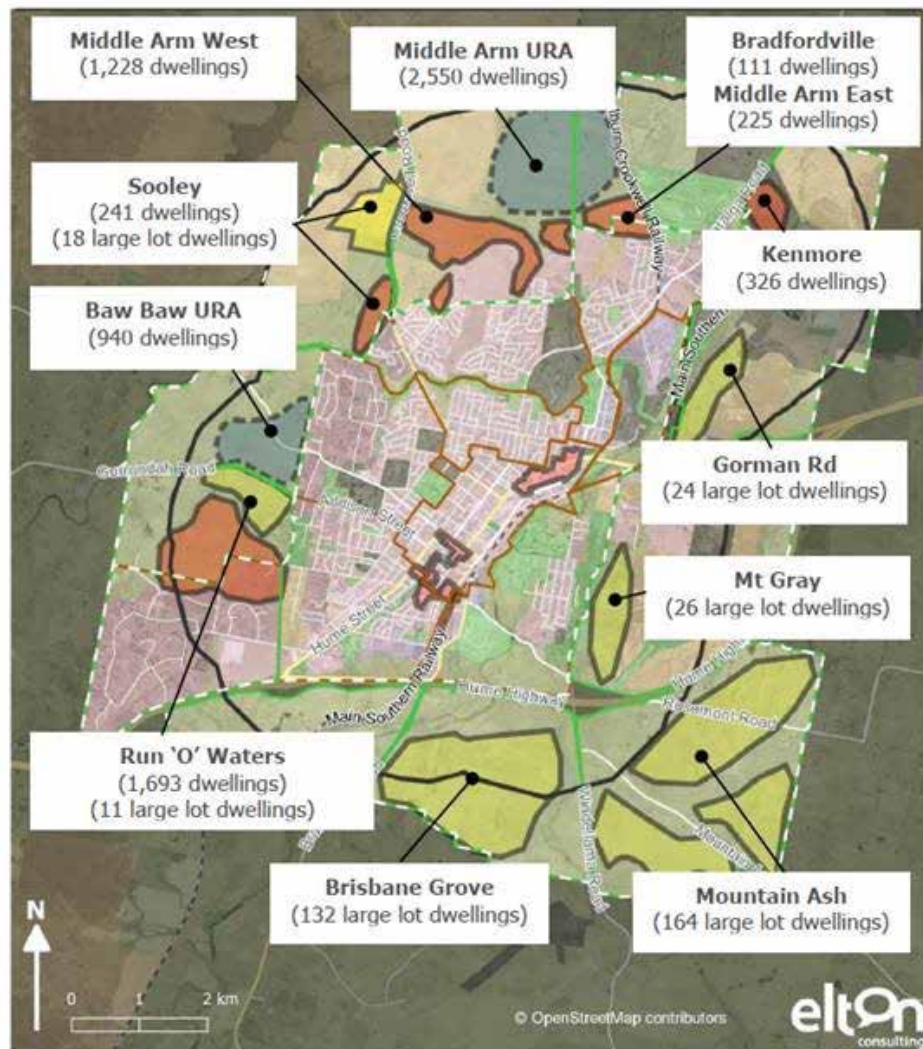 Middle Arm West
(1,228 dwellings)
Middle Arm URA
(2,550 dwellings)
Bradfordville
(111 dwellings)
Middle Arm East
(225 dwellings)
Sooley
(241 dwellings)
(18 large lot dwellings)
Kenmore
(326 dwellings)
Baw Baw URA
(940 dwellings)
Main Southern
Gorman Rd
(24 large lot dwellings)
Mt Gray
(26 large lot dwellings)
Hume Street
Hume Highway
Main Southern Railway
Rosemont Road
Run ‘O’ Waters
(1,693 dwellings)
(11 large lot dwellings)
Brisbane Grove
(132 large lot dwellings)
Mountain Ash
(164 large lot dwellings)
N
0 1 2 km
© OpenStreetMap contributors
elton
consulting